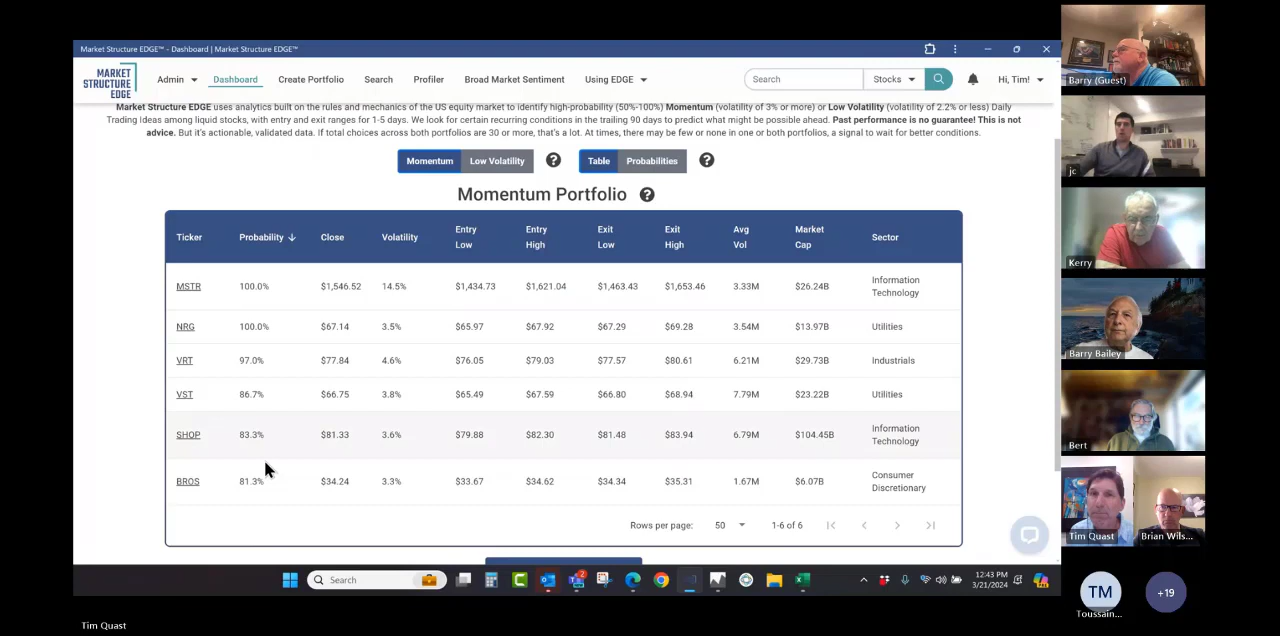 Market Structure EDGE™ - Dashboard | Market Structure EDGE™
MARKET
STRUCTURE
EDGE
Admin
Dashboard
Create Portfolio
Search
Profiler
Broad Market Sentiment
Using EDGE
Search
Stocks
Hi, Tim!
Market Structure EDGE uses analytics built on the rules and mechanics of the US equity market to identify high-probability (50%-100%) Momentum (volatility of 3% or more) or Low Volatility (volatility of 2.2% or less) Daily
Trading Ideas among liquid stocks, with entry and exit ranges for 1-5 days. We look for certain recurring conditions in the trailing 90 days to predict what might be possible ahead. Past performance is no guarantee! This is not
advice. But it's actionable, validated data. If total choices across both portfolios are 30 or more, that's a lot. At times, there may be few or none in one or both portfolios, a signal to wait for better conditions.
Momentum Low Volatility ? Table Probabilities ?
Momentum Portfolio ?
Ticker Probability ↓ Close Volatility Entry Low Entry High Exit Low Exit High Avg Vol Market Cap Sector
MSTR 100.0% $1,546.52 14.5% $1,434.73 $1,621.04 $1,463.43 $1,653.46 3.33M $26.24B Information Technology
NRG 100.0% $67.14 3.5% $65.97 $67.92 $67.29 $69.28 3.54M $13.97B Utilities
VRT 97.0% $77.84 4.6% $76.05 $79.03 $77.57 $80.61 6.21M $29.73B Industrials
VST 86.7% $66.75 3.8% $65.49 $67.59 $66.80 $68.94 7.79M $23.22B Utilities
SHOP 83.3% $81.33 3.6% $79.88 $82.30 $81.48 $83.94 6.79M $104.45B Information Technology
BROS 81.3% $34.24 3.3% $33.67 $34.62 $34.34 $35.31 1.67M $6.07B Consumer Discretionary
Rows per page: 50 1-6 of 6
Search
2
12:43 PM
3/21/2024
Tim Quast
Barry (Guest)
jc
Kerry
Barry Bailey
Bert
Tim Quast
Brian Wils...
TM
Toussain...
+19